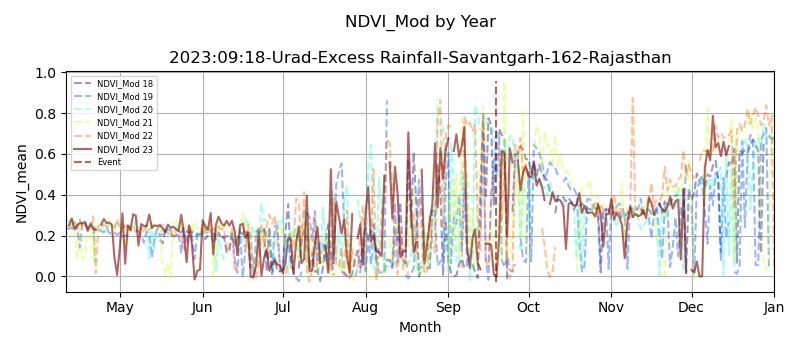 NDVI_Mod by Year
2023:09:18-Urad-Excess Rainfall-Savantgarh-162-Rajasthan
NDVI_Mod 18
NDVI_Mod 19
NDVI_Mod 20
NDVI_Mod 21
NDVI_Mod 22
NDVI_Mod 23
Event
NDVI_mean
1.0
0.8
0.6
0.4
0.2
0.0
May Jun Jul Aug Sep Oct Nov Dec Jan
Month